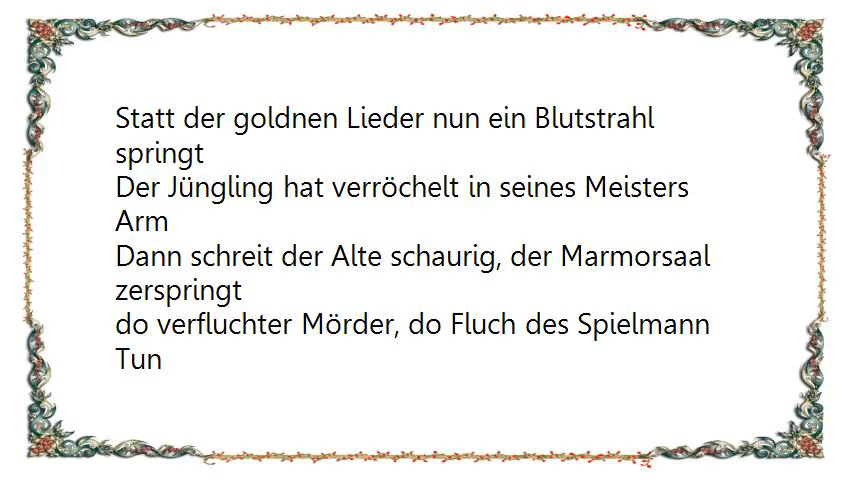 Statt der goldnen Lieder nun ein Blutstrahl
springt
Der Jüngling hat verröchelt in seines Meisters
Arm
Dann schreit der Alte schaurig, der Marmorsaal
zerspringt
do verfluchter Mörder, do Fluch des Spielmann
Tun